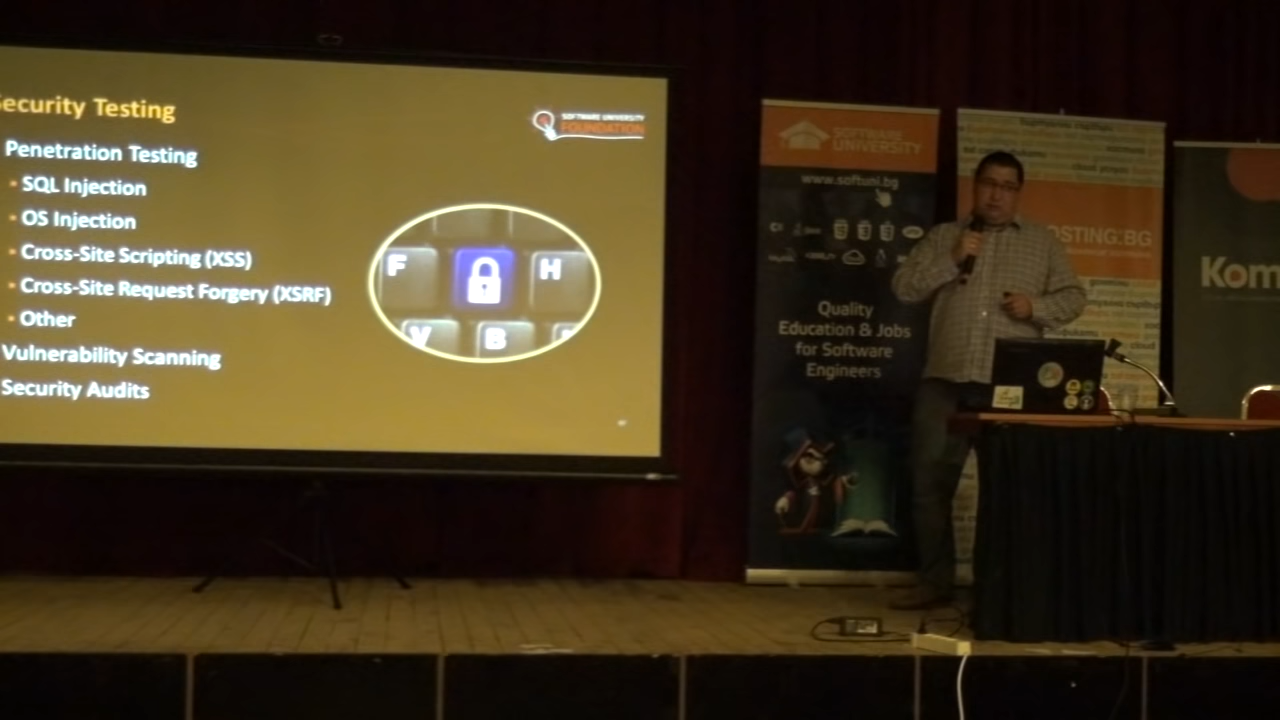 Security Testing
SOFTWARE UNIVERSITY
FOUNDATION
Penetration Testing
SQL Injection
OS Injection
Cross-Site Scripting (XSS)
Cross-Site Request Forgery (XSRF)
Other
Vulnerability Scanning
Security Audits
F
H
V
B
SOFTWARE
UNIVERSITY
www.softuni.bg
Quality
Education & Jobs
for Software
Engineers
OSTING.BG
Kom